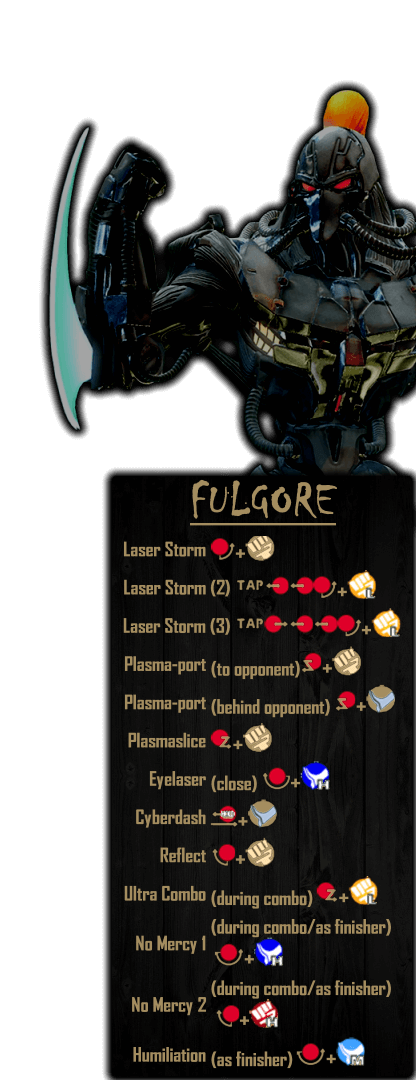 FULGORE
Laser Storm +
Laser Storm (2) TAP + L
Laser Storm (3) TAP + L
Plasma-port (to opponent) +
Plasma-port (behind opponent) +
Plasmaslice +
Eyelaser (close) + H
Cyberdash +
Reflect +
Ultra Combo (during combo) + L
(during combo/as finisher)
No Mercy 1 + H
(during combo/as finisher)
No Mercy 2 + H
Humiliation (as finisher) + M